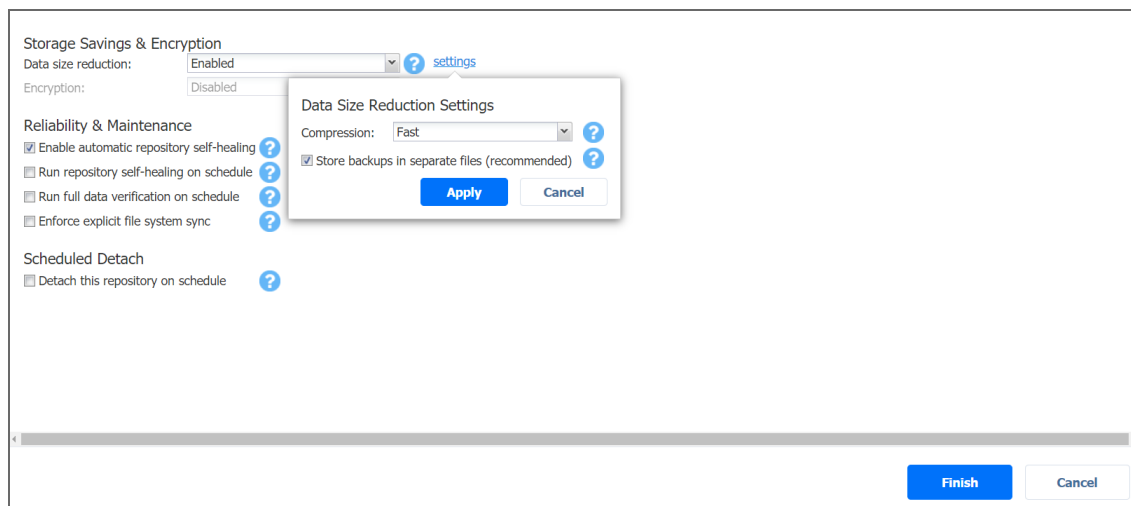 Storage Savings & Encryption
Data size reduction: Enabled ? settings
Encryption: Disabled
Data Size Reduction Settings
Compression: Fast ?
Store backups in separate files (recommended) ?
Apply Cancel
Reliability & Maintenance
Enable automatic repository self-healing ?
Run repository self-healing on schedule ?
Run full data verification on schedule ?
Enforce explicit file system sync ?
Scheduled Detach
Detach this repository on schedule ?
Finish Cancel